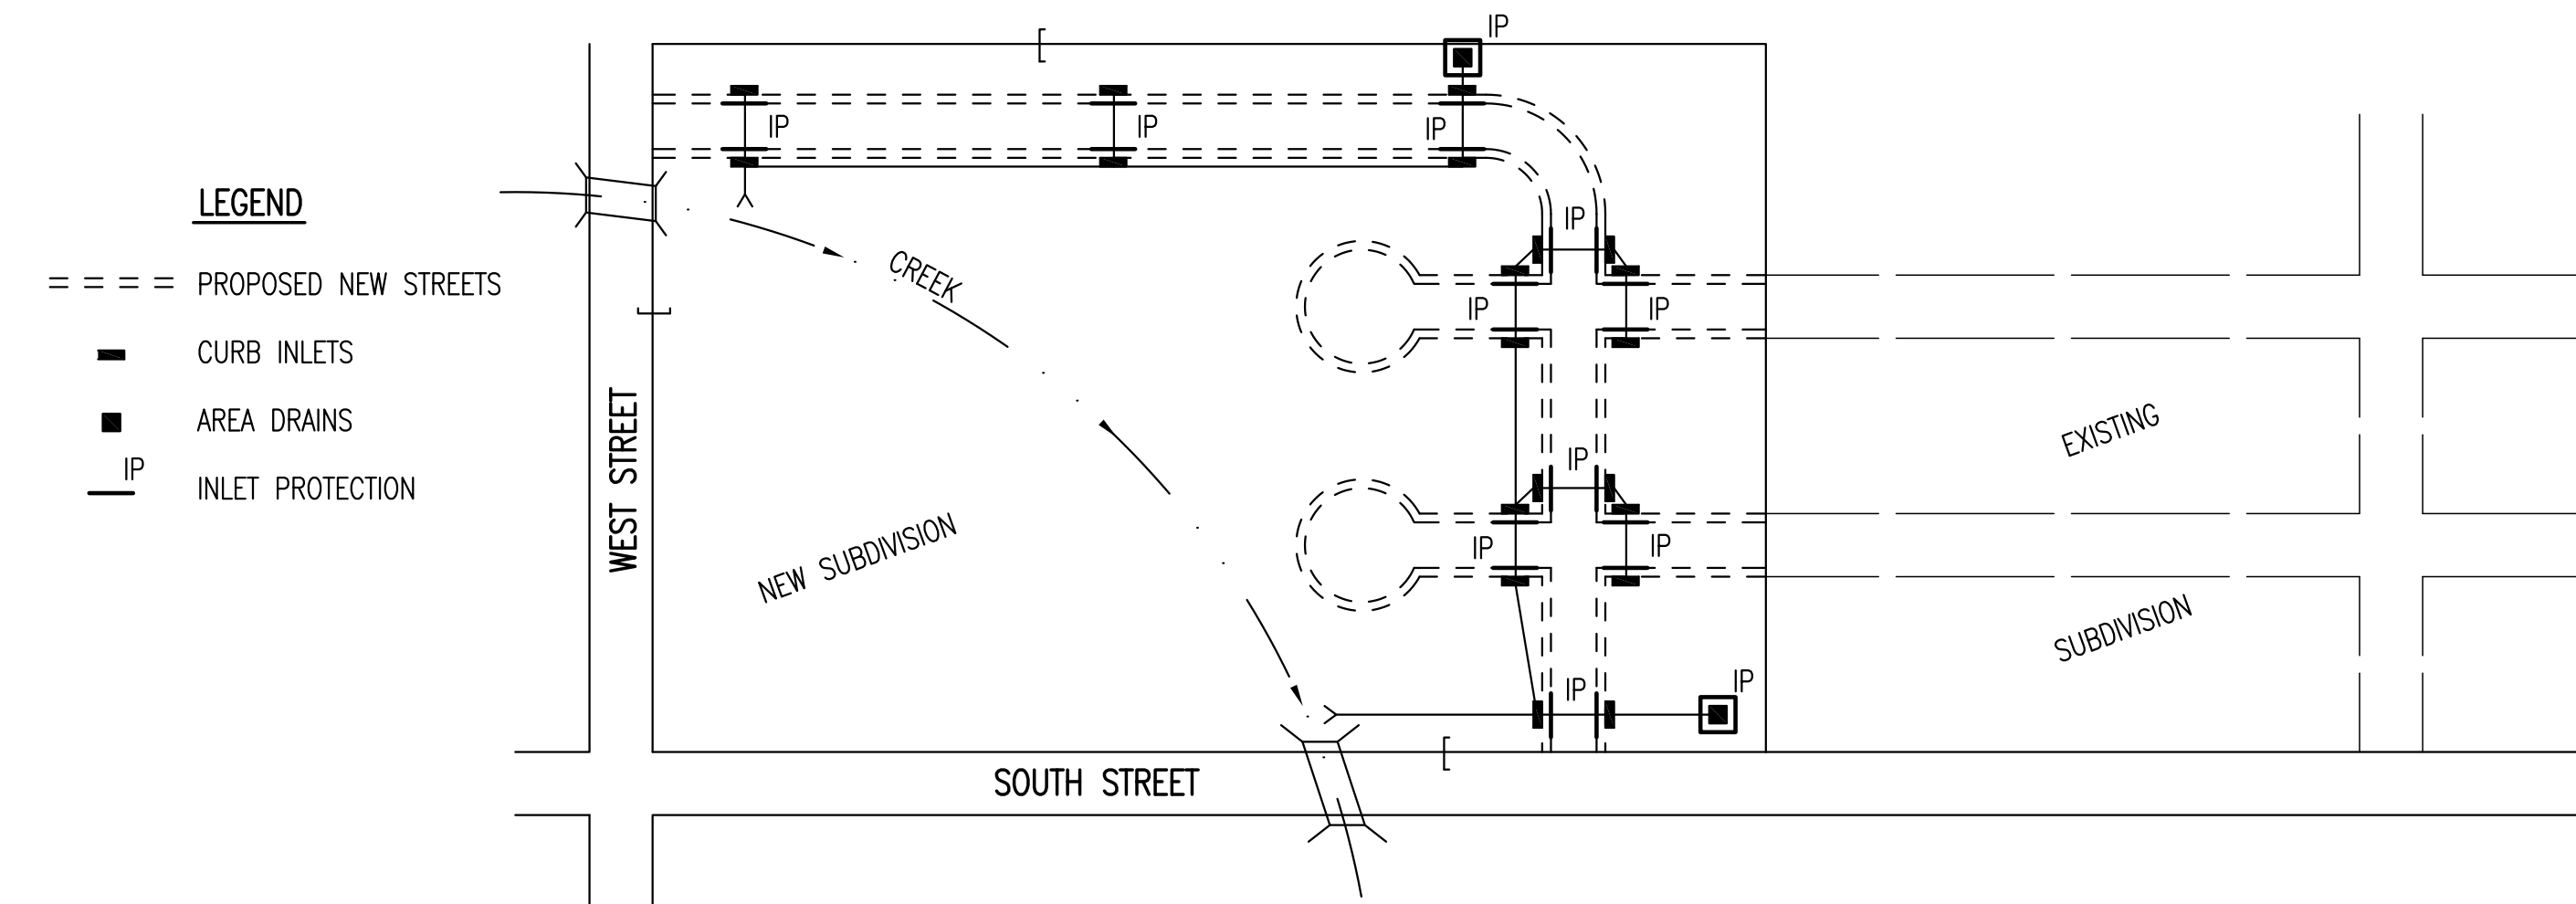 LEGEND
PROPOSED NEW STREETS
CURB INLETS
AREA DRAINS
IP
INLET PROTECTION
WEST STREET
SOUTH STREET
NEW SUBDIVISION
CREEK
IP
IP
IP
IP
IP
IP
IP
IP
IP
IP
IP
IP
EXISTING
SUBDIVISION